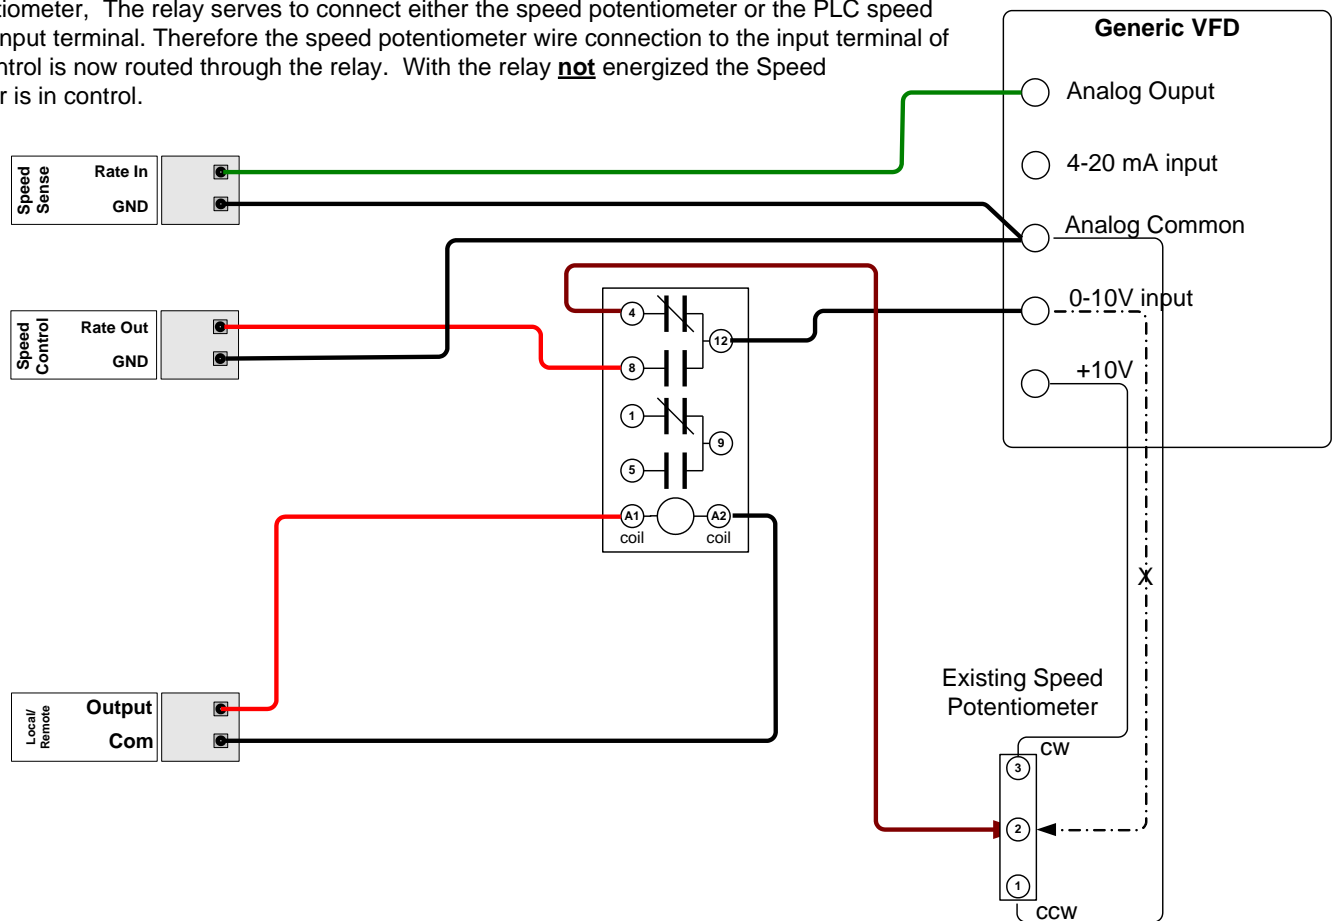 tiometer, The relay serves to connect either the speed potentiometer or the PLC speed
nput terminal. Therefore the speed potentiometer wire connection to the input terminal of
ntrol is now routed through the relay. With the relay not energized the Speed
r is in control.
Generic VFD
Analog Ouput
4-20 mA input
Analog Common
0-10V input
+10V
Speed
Sense
Rate In
GND
Speed
Control
Rate Out
GND
4
12
8
1
9
5
A1
A2
coil
coil
X
Local/
Remote
Output
Com
Existing Speed
Potentiometer
CW
3
2
1
CCW